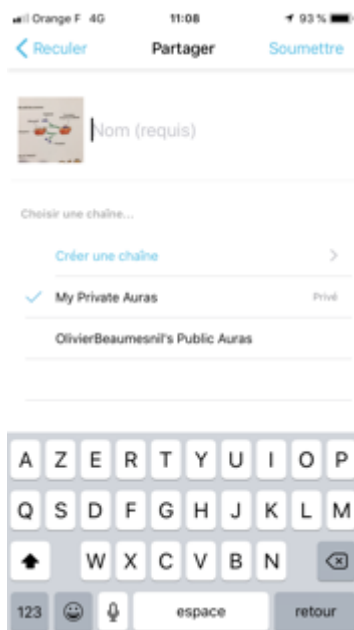 Orange F 4G 11:08 93 %
Reculer Partager Soumettre
Nom (requis)
Choisir une chaîne...
Créer une chaîne
My Private Auras Privé
OlivierBeaumesnil's Public Auras
A Z E R T Y U I O P
Q S D F G H J K L M
W X C V B N
123 espace retour